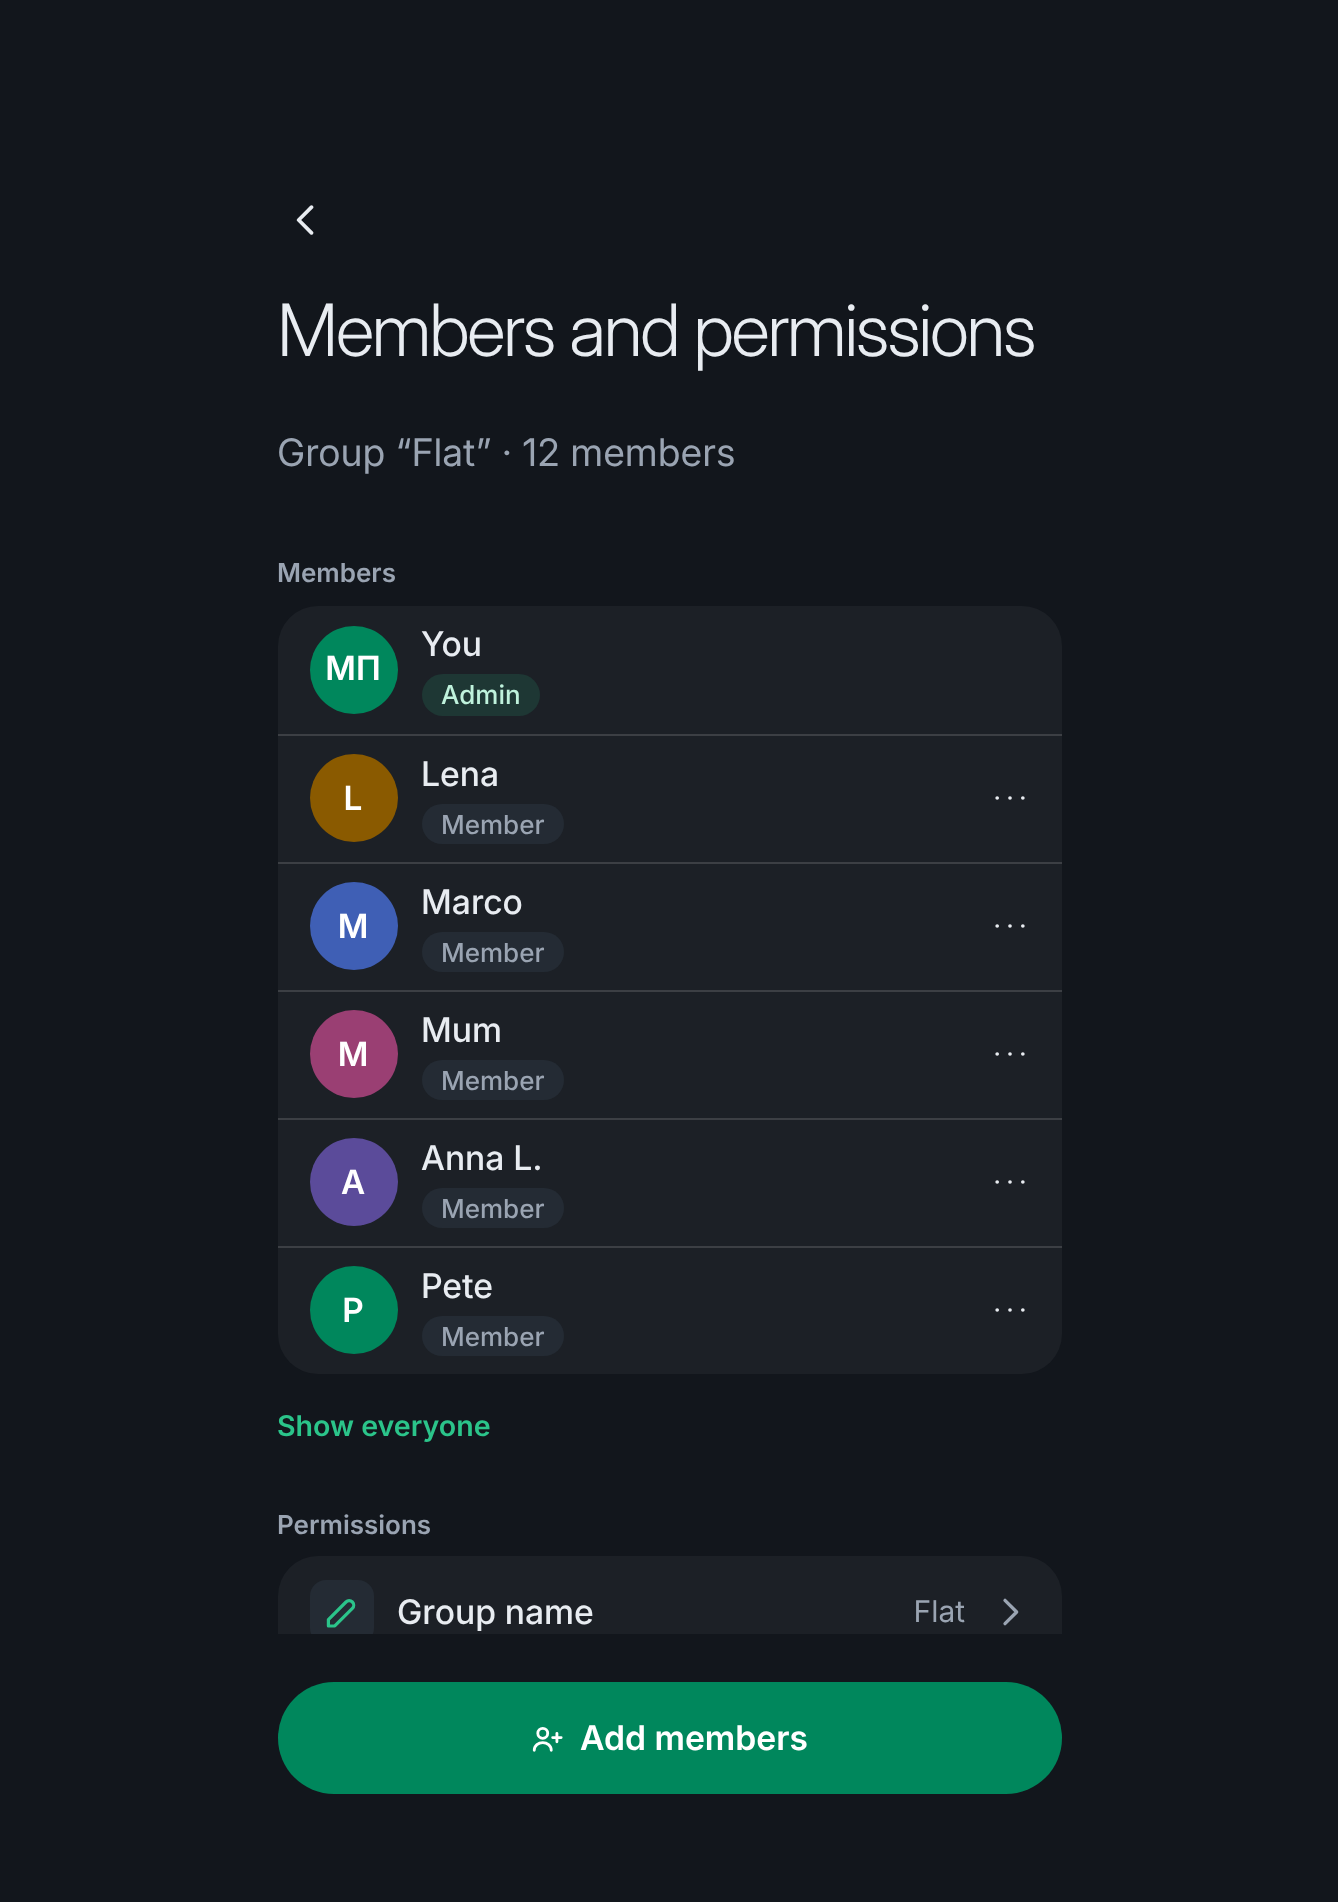 Members and permissions
Group “Flat” · 12 members
Members
МП
You
Admin
L
Lena
Member
M
Marco
Member
M
Mum
Member
A
Anna L.
Member
P
Pete
Member
Show everyone
Permissions
Group name
Flat
Add members